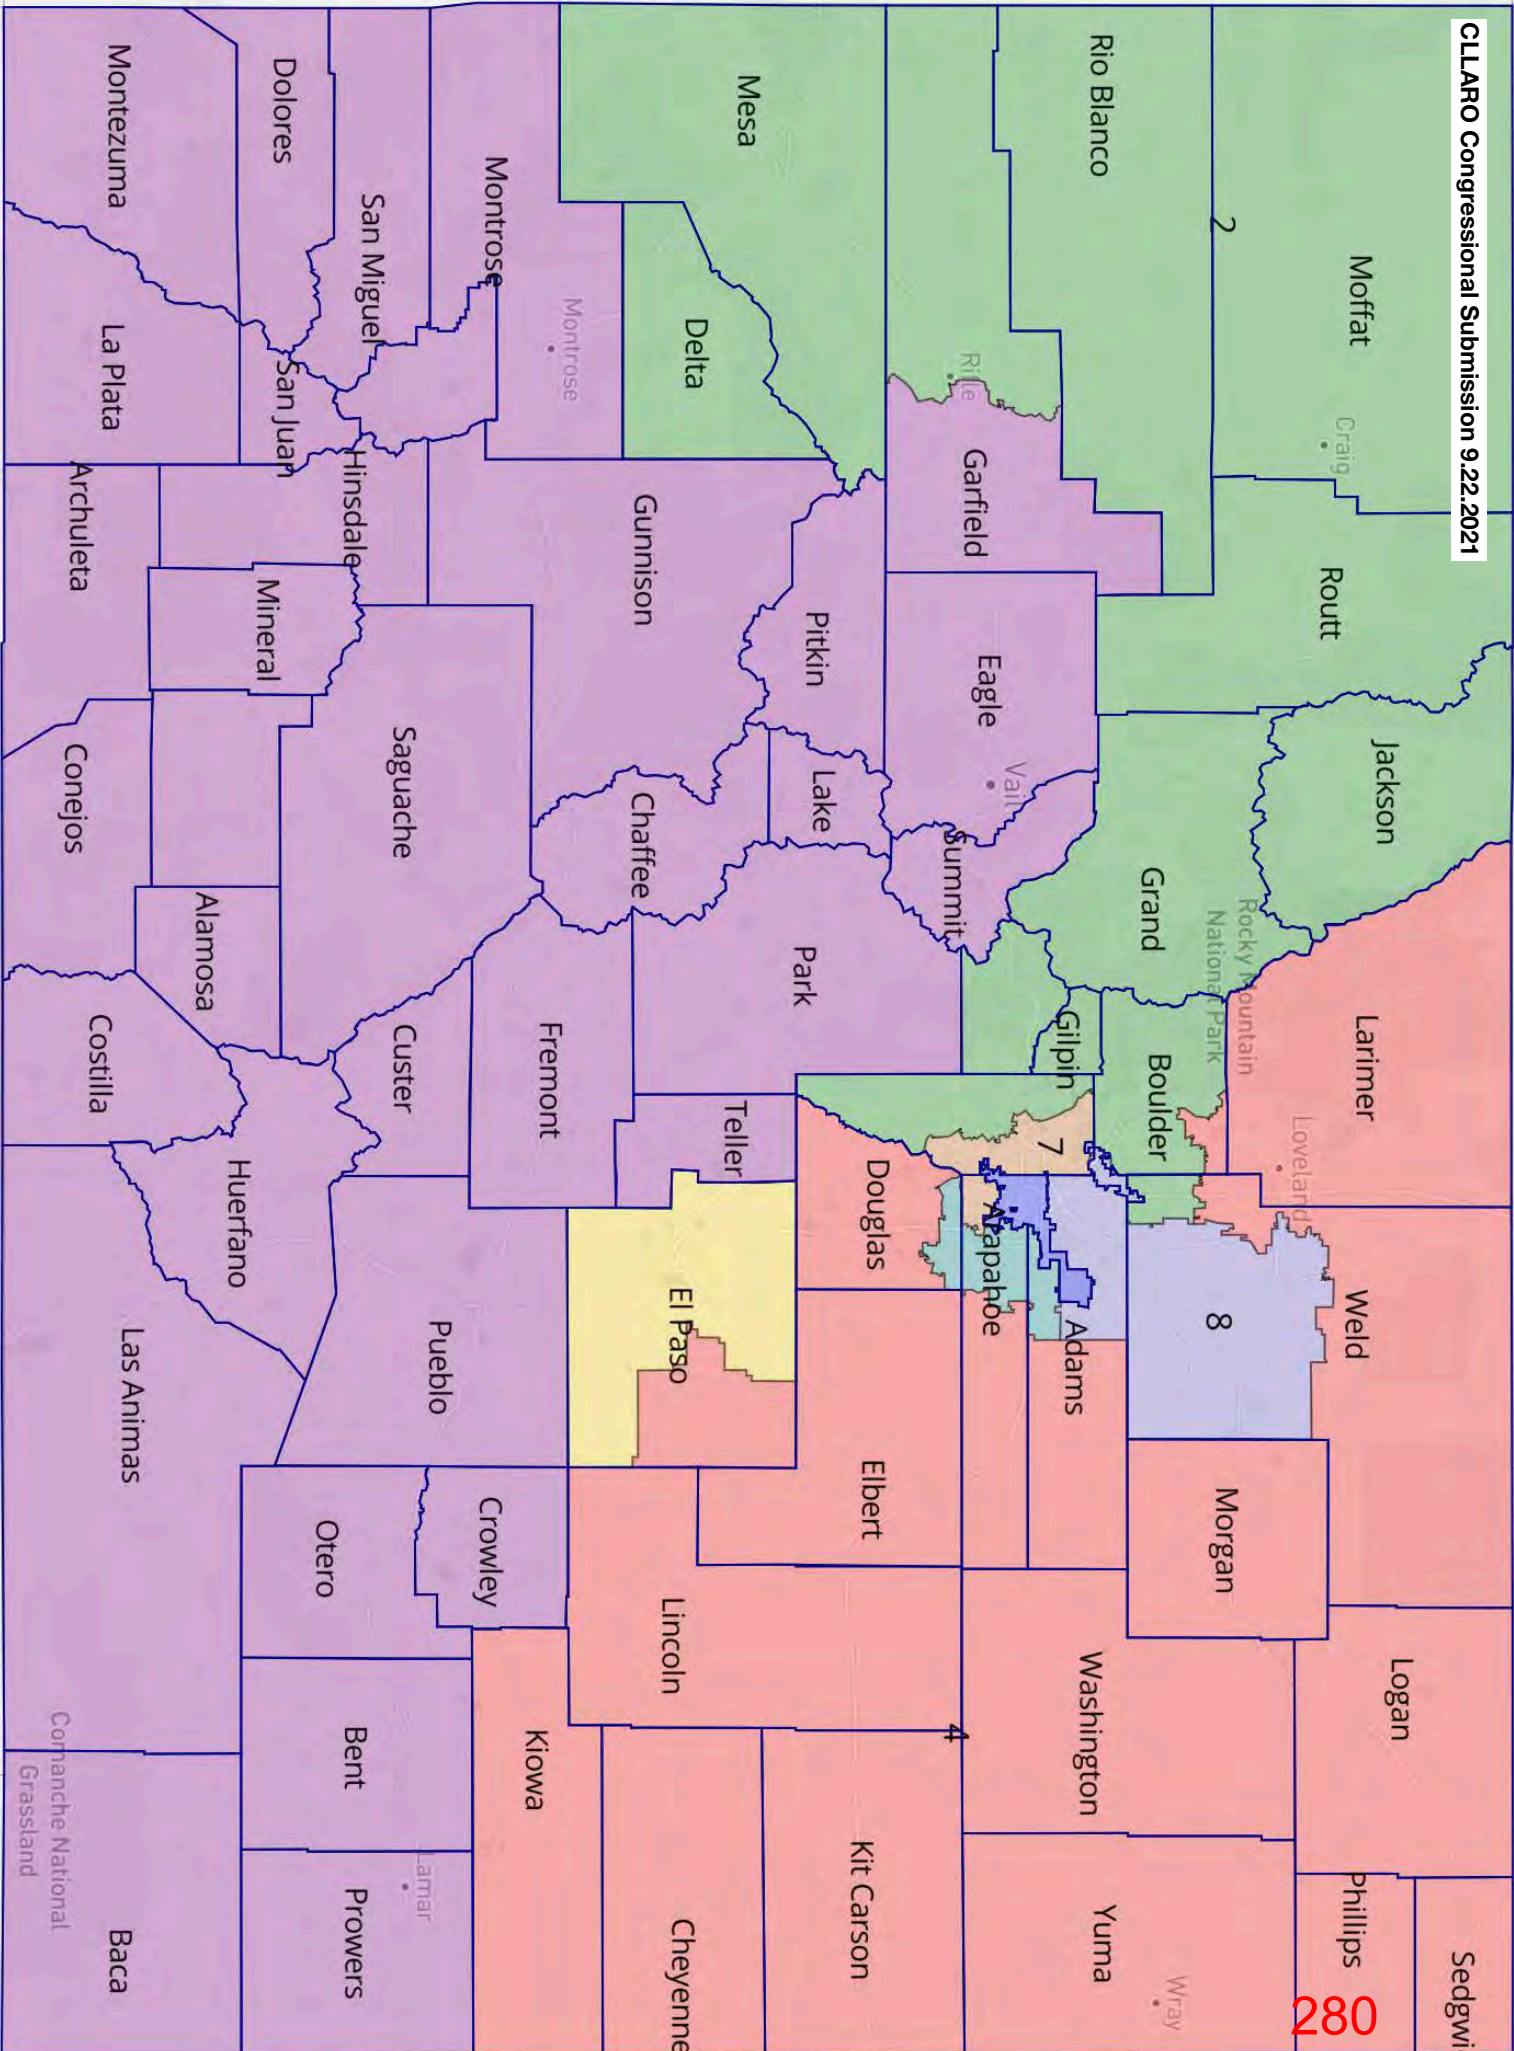 CLLARO Congressional Submission 9.22.2021
Moffat
Craig
Routt
Jackson
Larimer
Loveland
Weld
Logan
Phillips
Sedgwi
2
Rio Blanco
Grand
Rocky Mountain
National Park
Boulder
8
Morgan
Washington
Yuma
Wray
Rifle
Garfield
Eagle
Vail
Summit
Gilpin
7
Arapahoe
Adams
4
Mesa
Delta
Pitkin
Lake
Park
Douglas
Elbert
Kit Carson
Montrose
Montrose
Gunnison
Chaffee
Teller
El Paso
Lincoln
Cheyenne
San Miguel
Dolores
San Juan
Hinsdale
Saguache
Fremont
Custer
Pueblo
Crowley
Kiowa
Mineral
Alamosa
Huerfano
Otero
Bent
Prowers
Lamar
Montezuma
La Plata
Archuleta
Conejos
Costilla
Las Animas
Baca
Comanche National
Grassland
280